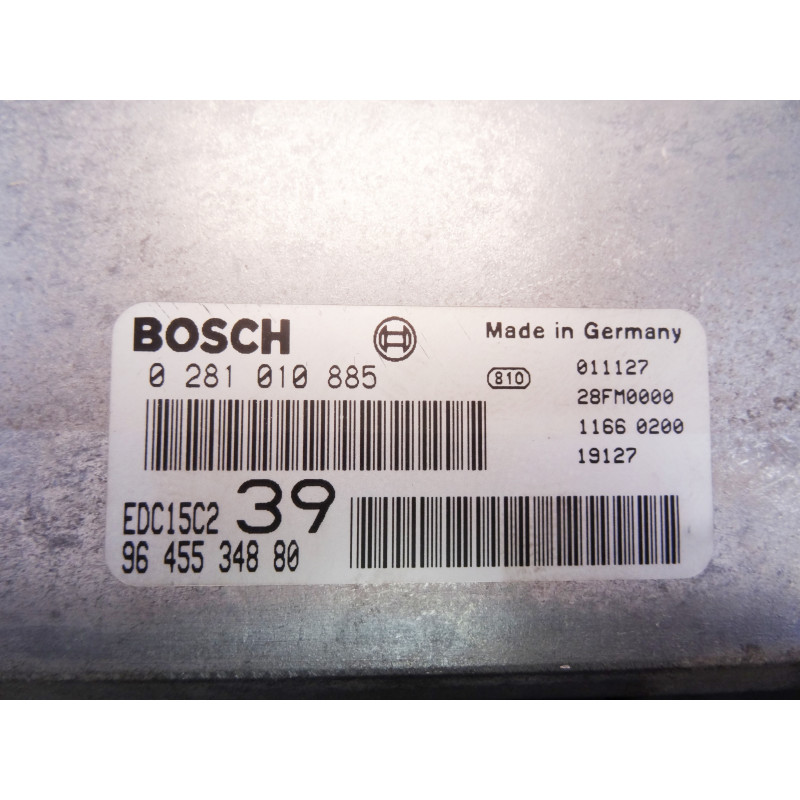 BOSCH
Made in Germany
0 281 010 885
810
011127
28FM0000
1166 0200
19127
EDC15C2 39
96 455 348 80